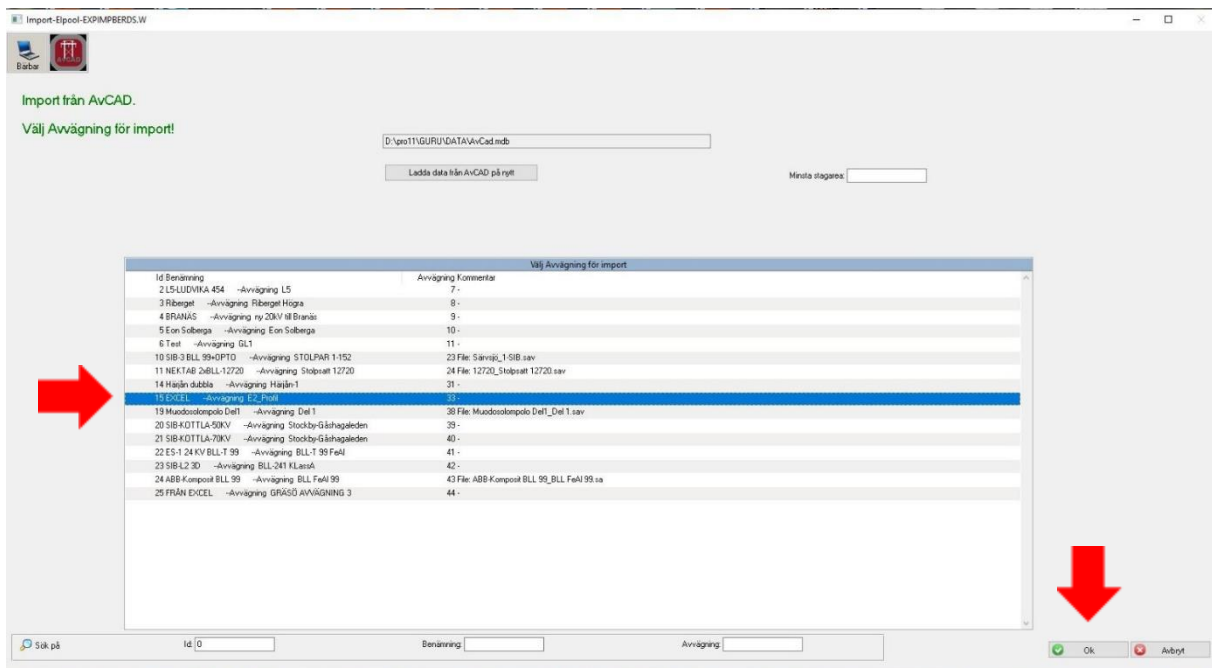 Import-Elpool-EXPIMPBERDS.W
Bärbar
AVCAD
Import från AvCAD.
Välj Avvägning för import!
D:\pro11\GURU\DATA\AvCad.mdb
Ladda data från AvCAD på nytt
Minsta stagarea:
Välj Avvägning för import
Id Benämning Avvägning Kommentar
2 L5-LUDVIKA 454 -Avvägning L5 7 -
3 Riberget -Avvägning Riberget Högra 8 -
4 BRANÄS -Avvägning ny 20kV till Branäs 9 -
5 Eon Solberga -Avvägning Eon Solberga 10 -
6 Test -Avvägning GL1 11 -
10 SIB-3 BLL 99+OPTO -Avvägning STOLPAR 1-152 23 File: Särvsjö_1-SIB.sav
11 NEKTAB 2xBLL-12720 -Avvägning Stolpsatt 12720 24 File: 12720_Stolpsatt 12720.sav
14 Härjån dubbla -Avvägning Härjån-1 31 -
15 EXCEL -Avvägning E2_Profil 33 -
19 Muodosolompolo Del1 -Avvägning Del 1 38 File: Muodosolompolo Del1_Del 1.sav
20 SIB-KOTTLA-50KV -Avvägning Stockby-Gåshagaleden 39 -
21 SIB-KOTTLA-70KV -Avvägning Stockby-Gåshagaleden 40 -
22 ES-1 24 KV BLL-T 99 -Avvägning BLL-T 99 FeAl 41 -
23 SIB-L2 3D -Avvägning BLL-241 KLassA 42 -
24 ABB-Komposit BLL 99 -Avvägning BLL FeAl 99 43 File: ABB-Komposit BLL 99_BLL FeAl 99.sa
25 FRÅN EXCEL -Avvägning GRÄSÖ AVVÄGNING 3 44 -
Sök på Id: 0 Benämning: Avvägning:
Ok Avbryt